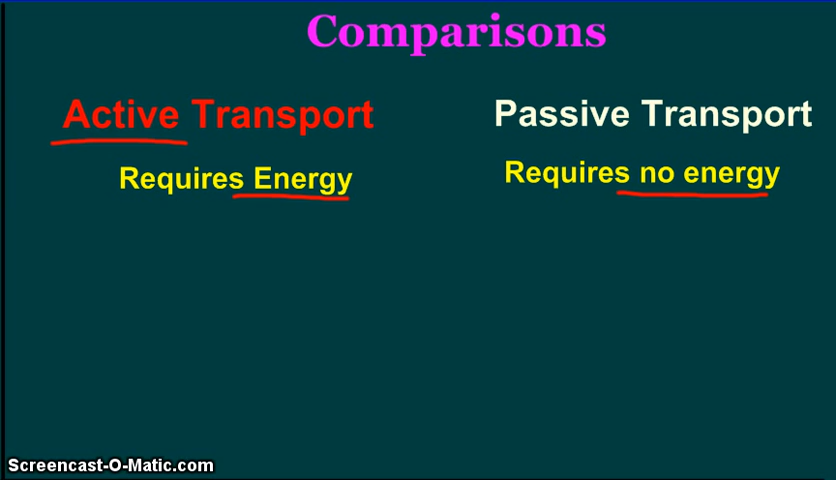 Comparisons
Active Transport
Passive Transport
Requires Energy
Requires no energy
Screencast-O-Matic.com